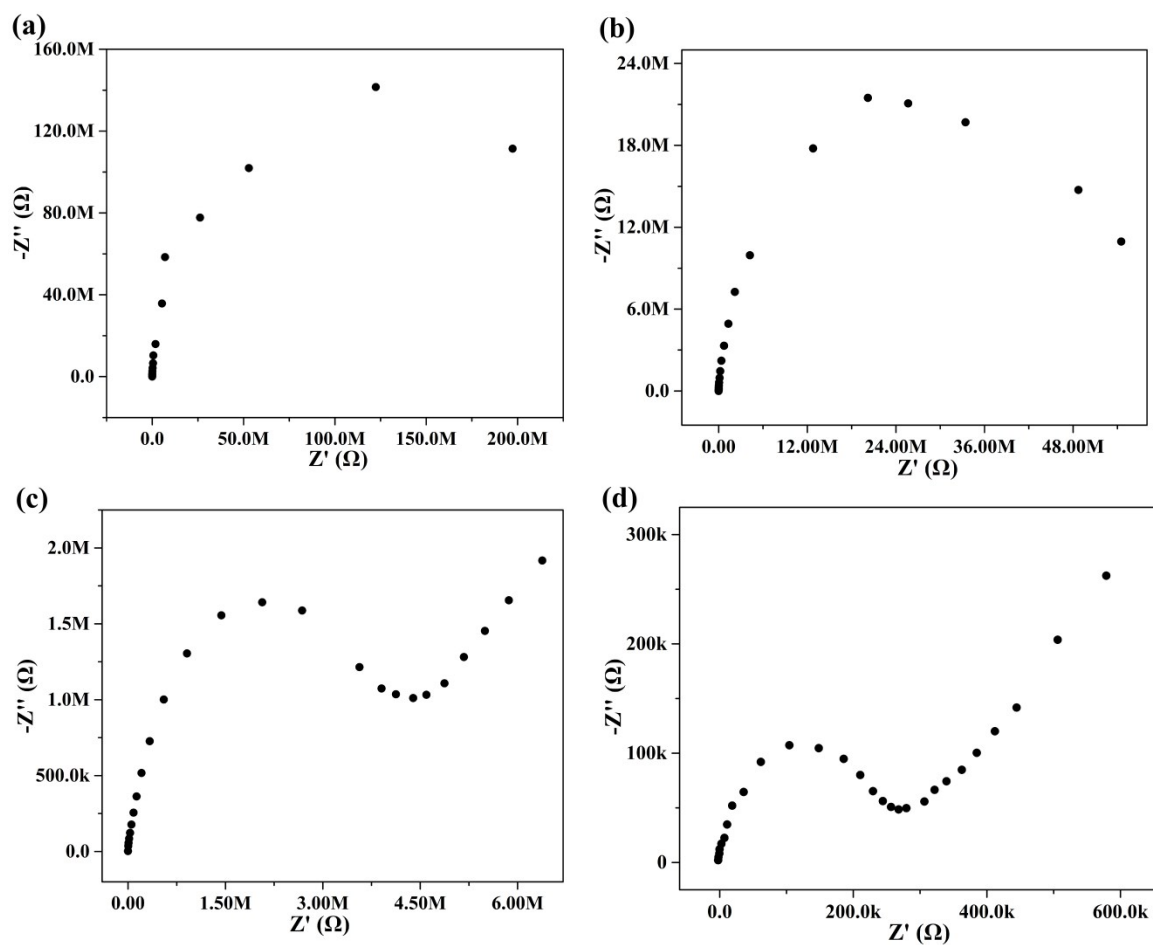 (a)
160.0M
120.0M
80.0M
40.0M
0.0
-Z'' (Ω)
0.0 50.0M 100.0M 150.0M 200.0M
Z' (Ω)
(b)
24.0M
18.0M
12.0M
6.0M
0.0
-Z'' (Ω)
0.00 12.00M 24.00M 36.00M 48.00M
Z' (Ω)
(c)
2.0M
1.5M
1.0M
500.0k
0.0
-Z'' (Ω)
0.00 1.50M 3.00M 4.50M 6.00M
Z' (Ω)
(d)
300k
200k
100k
0
-Z'' (Ω)
0.0 200.0k 400.0k 600.0k
Z' (Ω)